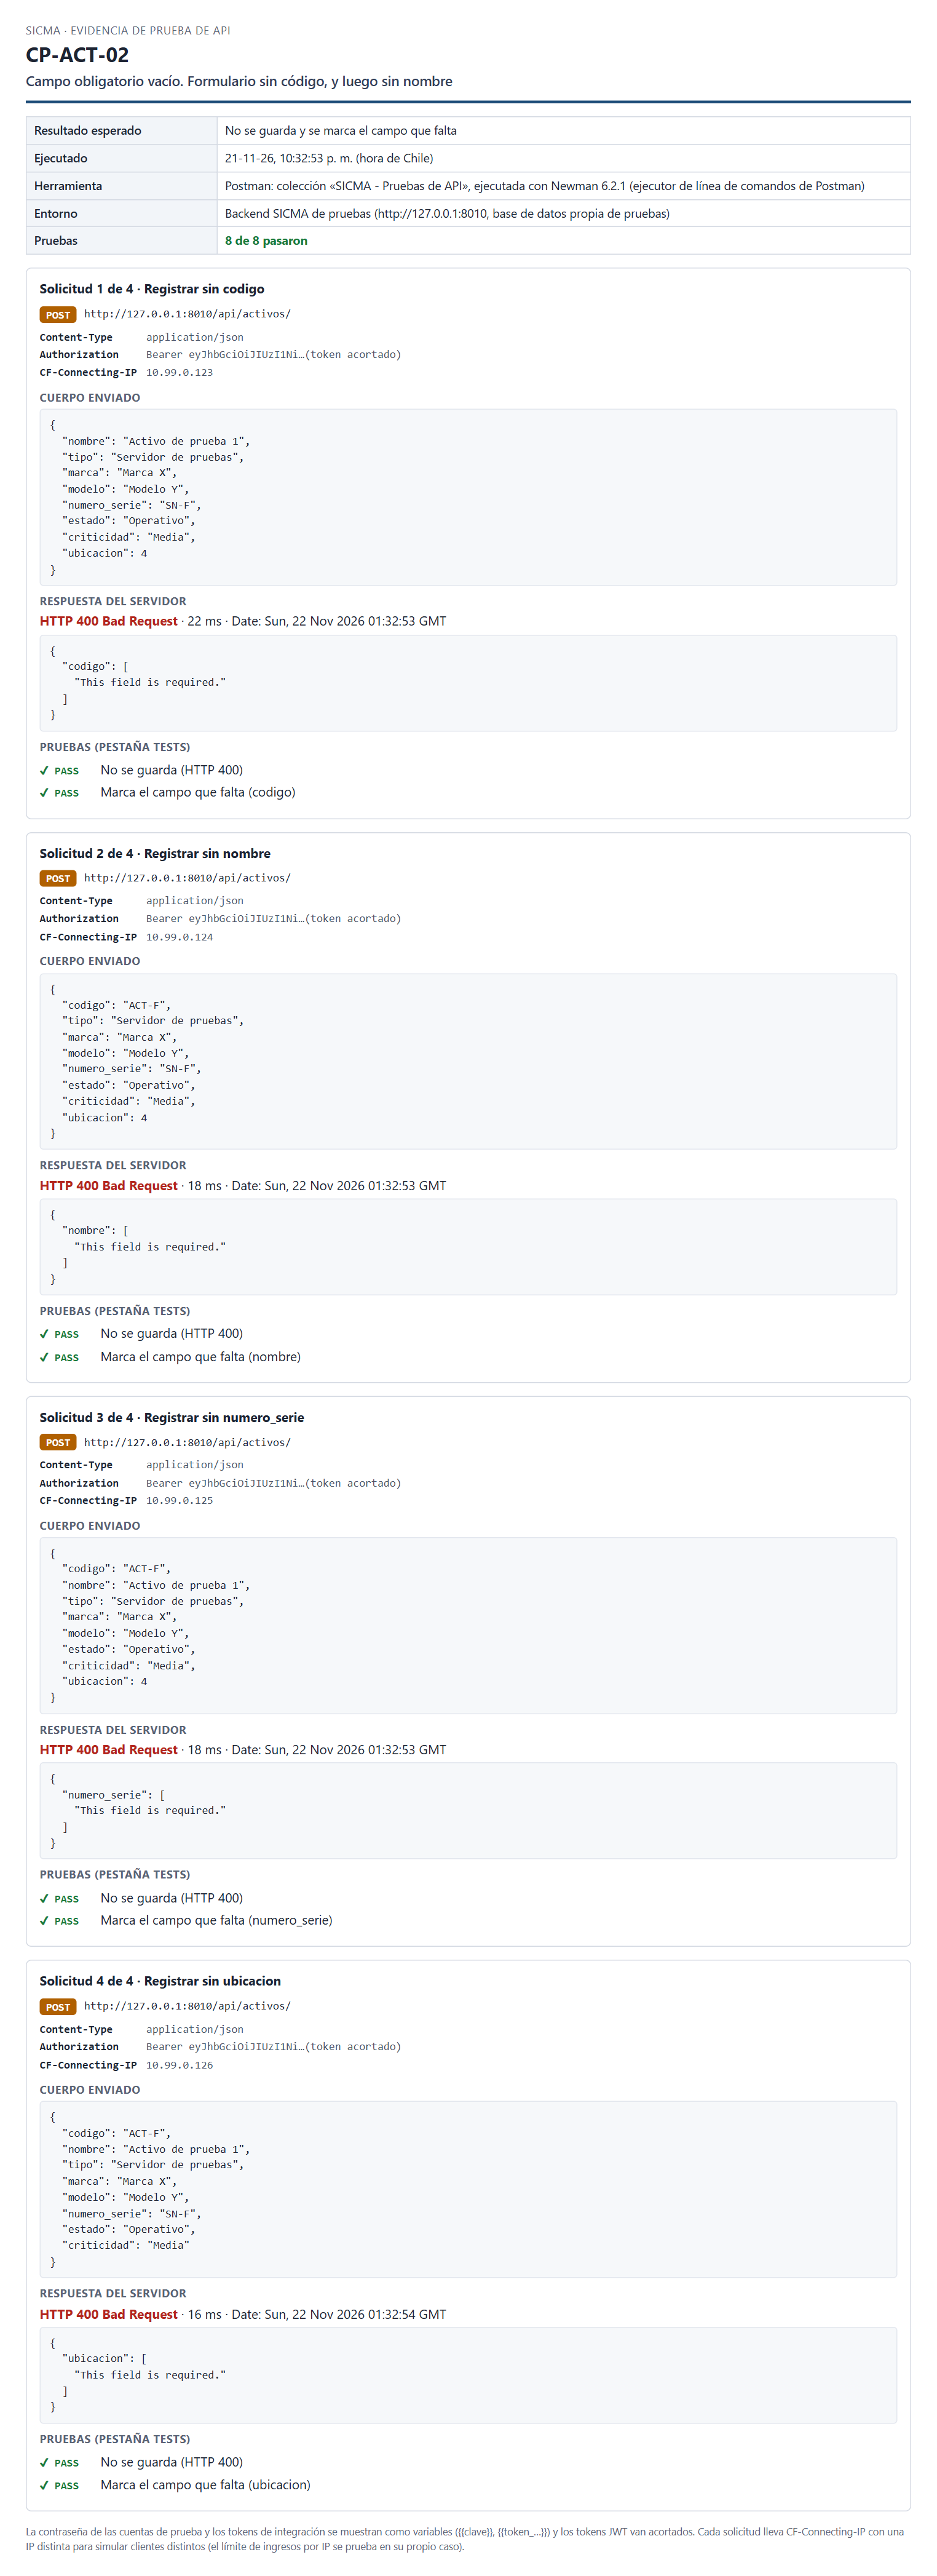 SICMA · EVIDENCIA DE PRUEBA DE API
CP-ACT-02
Campo obligatorio vacío. Formulario sin código, y luego sin nombre
Resultado esperado No se guarda y se marca el campo que falta
Ejecutado 21-11-26, 10:32:53 p. m. (hora de Chile)
Herramienta Postman: colección «SICMA - Pruebas de API», ejecutada con Newman 6.2.1 (ejecutor de línea de comandos de Postman)
Entorno Backend SICMA de pruebas (http://127.0.0.1:8010, base de datos propia de pruebas)
Pruebas 8 de 8 pasaron
Solicitud 1 de 4 · Registrar sin codigo
POST http://127.0.0.1:8010/api/activos/
Content-Type application/json
Authorization Bearer eyJhbGciOiJIUzI1Ni…(token acortado)
CF-Connecting-IP 10.99.0.123
CUERPO ENVIADO
{
"nombre": "Activo de prueba 1",
"tipo": "Servidor de pruebas",
"marca": "Marca X",
"modelo": "Modelo Y",
"numero_serie": "SN-F",
"estado": "Operativo",
"criticidad": "Media",
"ubicacion": 4
}
RESPUESTA DEL SERVIDOR
HTTP 400 Bad Request · 22 ms · Date: Sun, 22 Nov 2026 01:32:53 GMT
{
"codigo": [
"This field is required."
]
}
PRUEBAS (PESTAÑA TESTS)
✓ PASS No se guarda (HTTP 400)
✓ PASS Marca el campo que falta (codigo)
Solicitud 2 de 4 · Registrar sin nombre
POST http://127.0.0.1:8010/api/activos/
Content-Type application/json
Authorization Bearer eyJhbGciOiJIUzI1Ni…(token acortado)
CF-Connecting-IP 10.99.0.124
CUERPO ENVIADO
{
"codigo": "ACT-F",
"tipo": "Servidor de pruebas",
"marca": "Marca X",
"modelo": "Modelo Y",
"numero_serie": "SN-F",
"estado": "Operativo",
"criticidad": "Media",
"ubicacion": 4
}
RESPUESTA DEL SERVIDOR
HTTP 400 Bad Request · 18 ms · Date: Sun, 22 Nov 2026 01:32:53 GMT
{
"nombre": [
"This field is required."
]
}
PRUEBAS (PESTAÑA TESTS)
✓ PASS No se guarda (HTTP 400)
✓ PASS Marca el campo que falta (nombre)
Solicitud 3 de 4 · Registrar sin numero_serie
POST http://127.0.0.1:8010/api/activos/
Content-Type application/json
Authorization Bearer eyJhbGciOiJIUzI1Ni…(token acortado)
CF-Connecting-IP 10.99.0.125
CUERPO ENVIADO
{
"codigo": "ACT-F",
"nombre": "Activo de prueba 1",
"tipo": "Servidor de pruebas",
"marca": "Marca X",
"modelo": "Modelo Y",
"estado": "Operativo",
"criticidad": "Media",
"ubicacion": 4
}
RESPUESTA DEL SERVIDOR
HTTP 400 Bad Request · 18 ms · Date: Sun, 22 Nov 2026 01:32:53 GMT
{
"numero_serie": [
"This field is required."
]
}
PRUEBAS (PESTAÑA TESTS)
✓ PASS No se guarda (HTTP 400)
✓ PASS Marca el campo que falta (numero_serie)
Solicitud 4 de 4 · Registrar sin ubicacion
POST http://127.0.0.1:8010/api/activos/
Content-Type application/json
Authorization Bearer eyJhbGciOiJIUzI1Ni…(token acortado)
CF-Connecting-IP 10.99.0.126
CUERPO ENVIADO
{
"codigo": "ACT-F",
"nombre": "Activo de prueba 1",
"tipo": "Servidor de pruebas",
"marca": "Marca X",
"modelo": "Modelo Y",
"numero_serie": "SN-F",
"estado": "Operativo",
"criticidad": "Media"
}
RESPUESTA DEL SERVIDOR
HTTP 400 Bad Request · 16 ms · Date: Sun, 22 Nov 2026 01:32:54 GMT
{
"ubicacion": [
"This field is required."
]
}
PRUEBAS (PESTAÑA TESTS)
✓ PASS No se guarda (HTTP 400)
✓ PASS Marca el campo que falta (ubicacion)
La contraseña de las cuentas de prueba y los tokens de integración se muestran como variables ({{clave}}, {{token_…}}) y los tokens JWT van acortados. Cada solicitud lleva CF-Connecting-IP con una
IP distinta para simular clientes distintos (el límite de ingresos por IP se prueba en su propio caso).